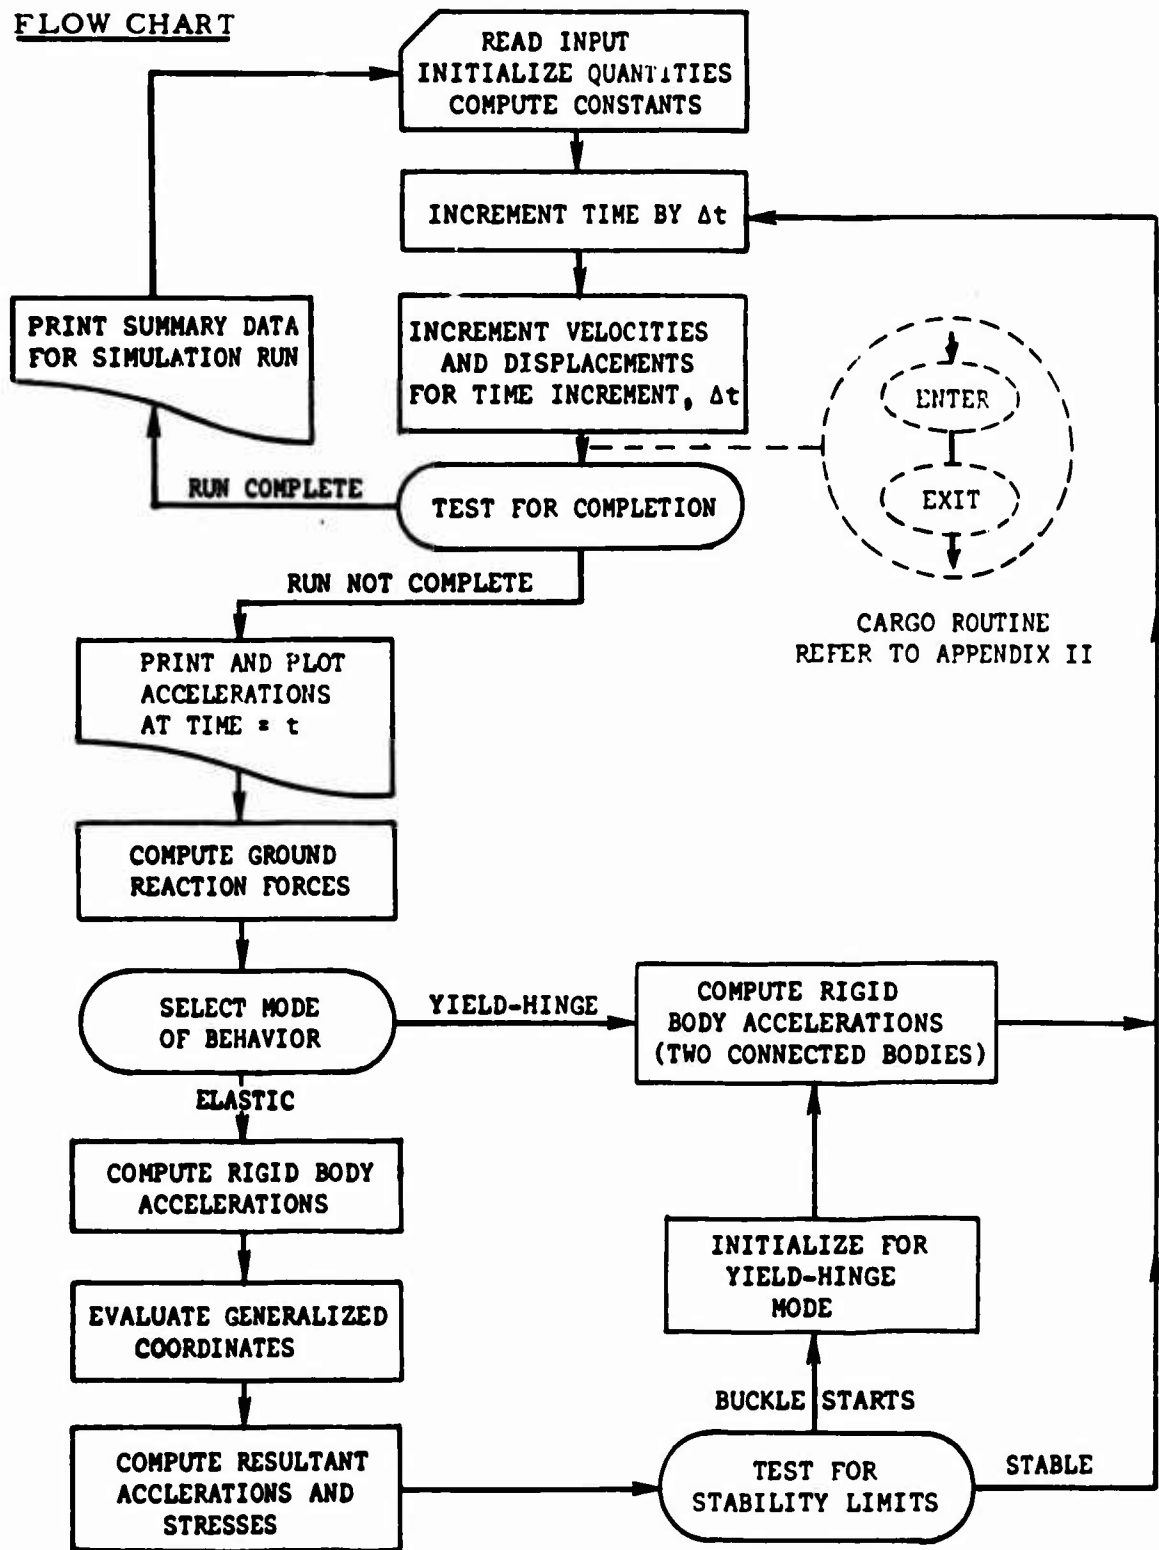 FLOW CHART
READ INPUT
INITIALIZE QUANTITIES
COMPUTE CONSTANTS
INCREMENT TIME BY Δt
INCREMENT VELOCITIES
AND DISPLACEMENTS
FOR TIME INCREMENT, Δt
PRINT SUMMARY DATA
FOR SIMULATION RUN
ENTER
EXIT
RUN COMPLETE
TEST FOR COMPLETION
RUN NOT COMPLETE
CARGO ROUTINE
REFER TO APPENDIX II
PRINT AND PLOT
ACCELERATIONS
AT TIME = t
COMPUTE GROUND
REACTION FORCES
SELECT MODE
OF BEHAVIOR
YIELD-HINGE
COMPUTE RIGID
BODY ACCELERATIONS
(TWO CONNECTED BODIES)
ELASTIC
COMPUTE RIGID BODY
ACCELERATIONS
INITIALIZE FOR
YIELD-HINGE
MODE
EVALUATE GENERALIZED
COORDINATES
BUCKLE STARTS
COMPUTE RESULTANT
ACCLERATIONS AND
STRESSES
TEST FOR
STABILITY LIMITS
STABLE